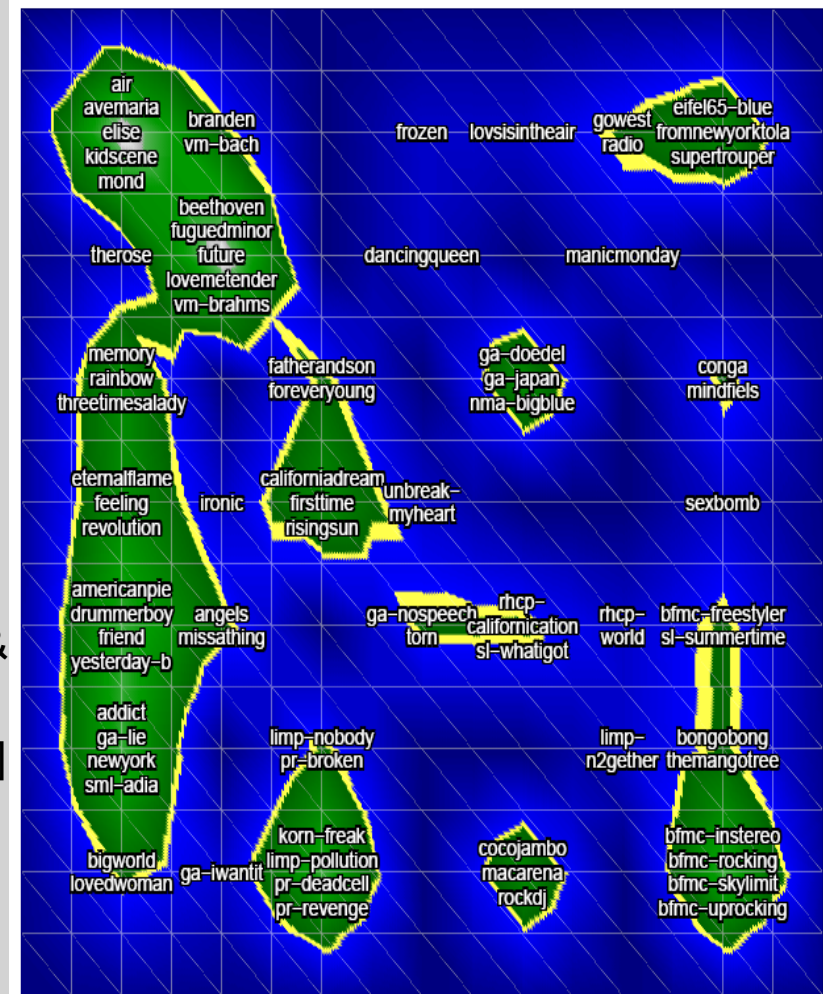 air
avemaria
elise
kidscene
mond
branden
vm-bach
frozen
lovsisintheair
gowest
radio
eifel65-blue
fromnewyorktola
supertrouper
therose
beethoven
fuguedminor
future
lovemetender
vm-brahms
dancingqueen
manicmonday
memory
rainbow
threetimesalady
fatherandson
foreveryoung
ga-doedel
ga-japan
nma-bigblue
conga
mindfiels
eternalflame
feeling
revolution
ironic
californiadream
firsttime
risingsun
unbreak-
myheart
sexbomb
americanpie
drummerboy
friend
yesterday-b
angels
missathing
ga-nospeech
torn
rhcp-
californication
sl-whatigot
rhcp-
world
bfmc-freestyler
sl-summertime
&
addict
ga-lie
newyork
sml-adia
limp-nobody
pr-broken
limp-
n2gether
bongobong
themangotree
bigworld
lovedwoman
ga-iwantit
korn-freak
limp-pollution
pr-deadcell
pr-revenge
cocojambo
macarena
rockdj
bfmc-instereo
bfmc-rocking
bfmc-skylimit
bfmc-uprocking